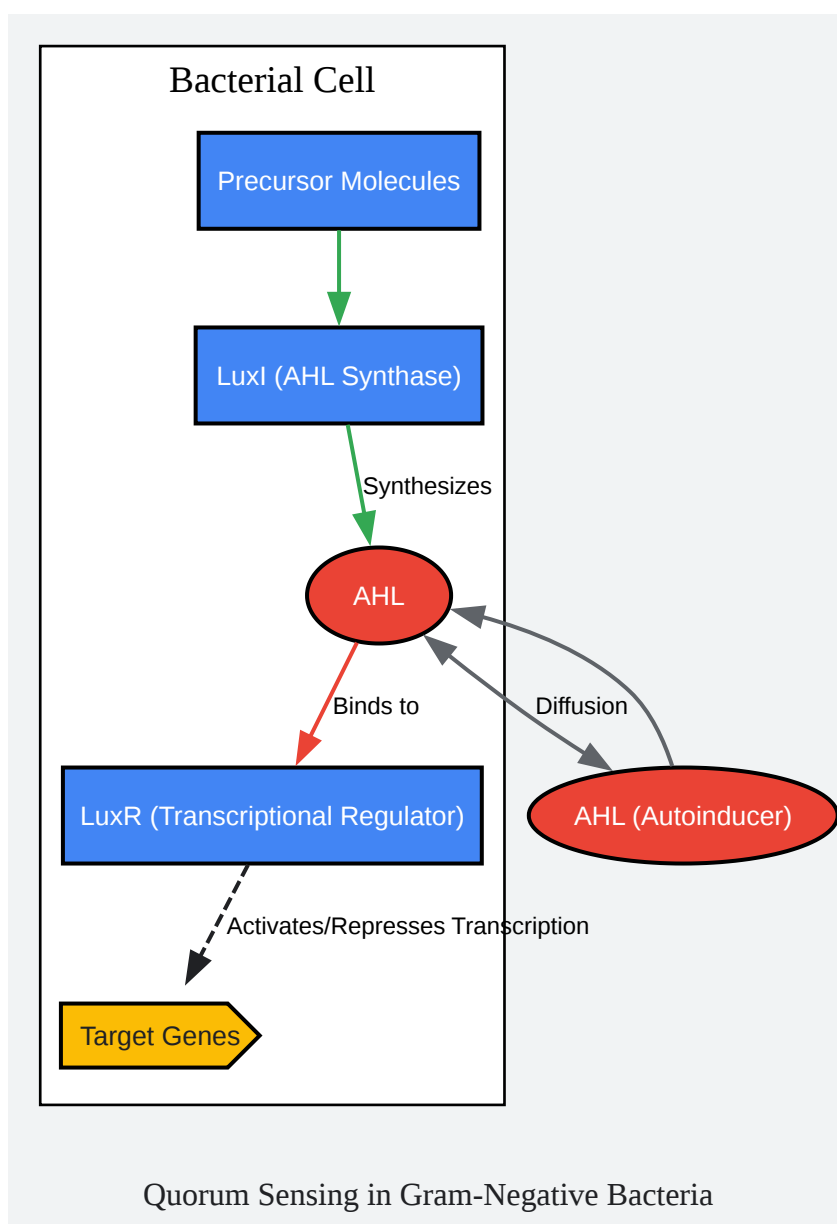 Bacterial Cell
Precursor Molecules
LuxI (AHL Synthase)
Synthesizes
AHL
Binds to
Diffusion
LuxR (Transcriptional Regulator)
AHL (Autoinducer)
Activates/Represses Transcription
Target Genes
Quorum Sensing in Gram-Negative Bacteria